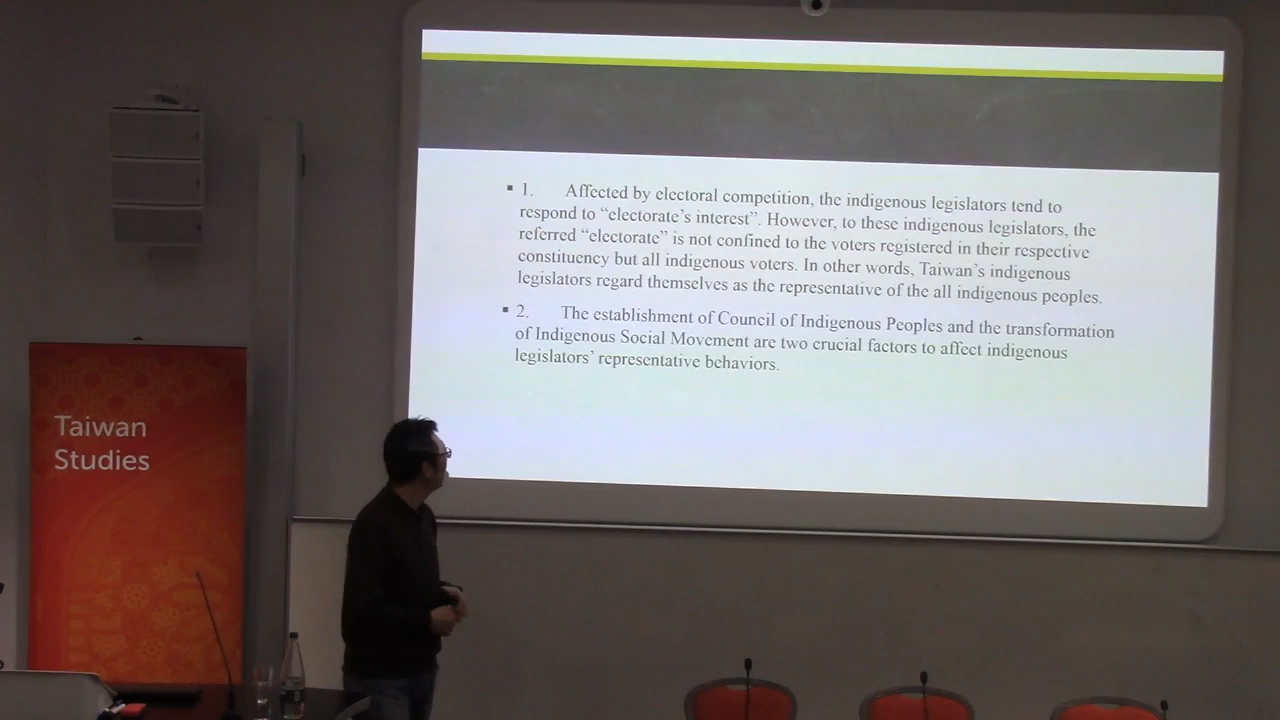 1. Affected by electoral competition, the indigenous legislators tend to
respond to “electorate’s interest”. However, to these indigenous legislators, the
referred “electorate” is not confined to the voters registered in their respective
constituency but all indigenous voters. In other words, Taiwan’s indigenous
legislators regard themselves as the representative of the all indigenous peoples.
2. The establishment of Council of Indigenous Peoples and the transformation
of Indigenous Social Movement are two crucial factors to affect indigenous
legislators’ representative behaviors.
Taiwan
Studies